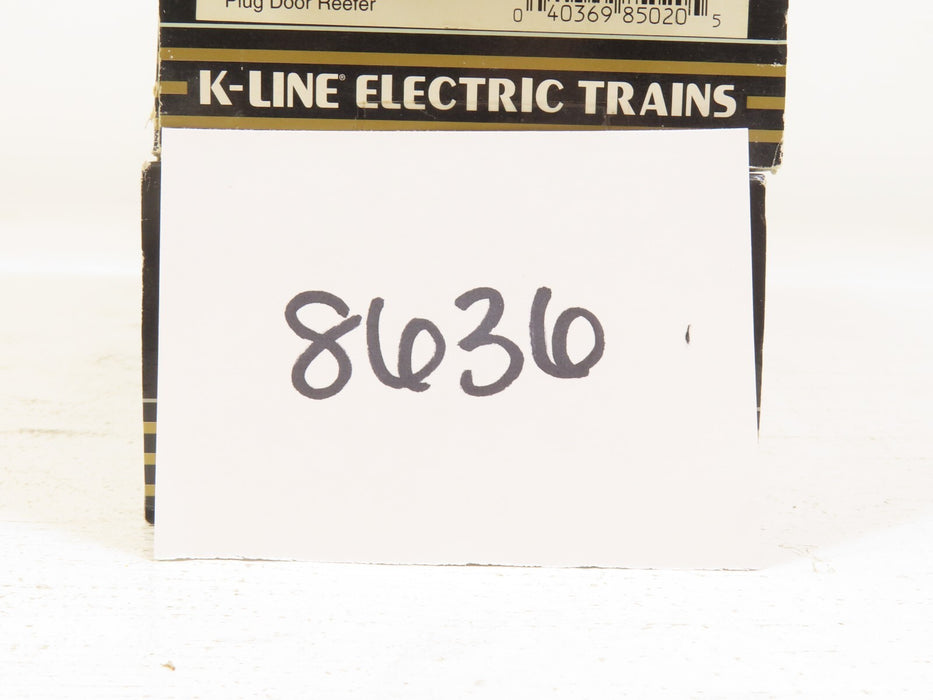 Plug Door Reefer
0 40369 85020 5
K-LINE® ELECTRIC TRAINS
8636